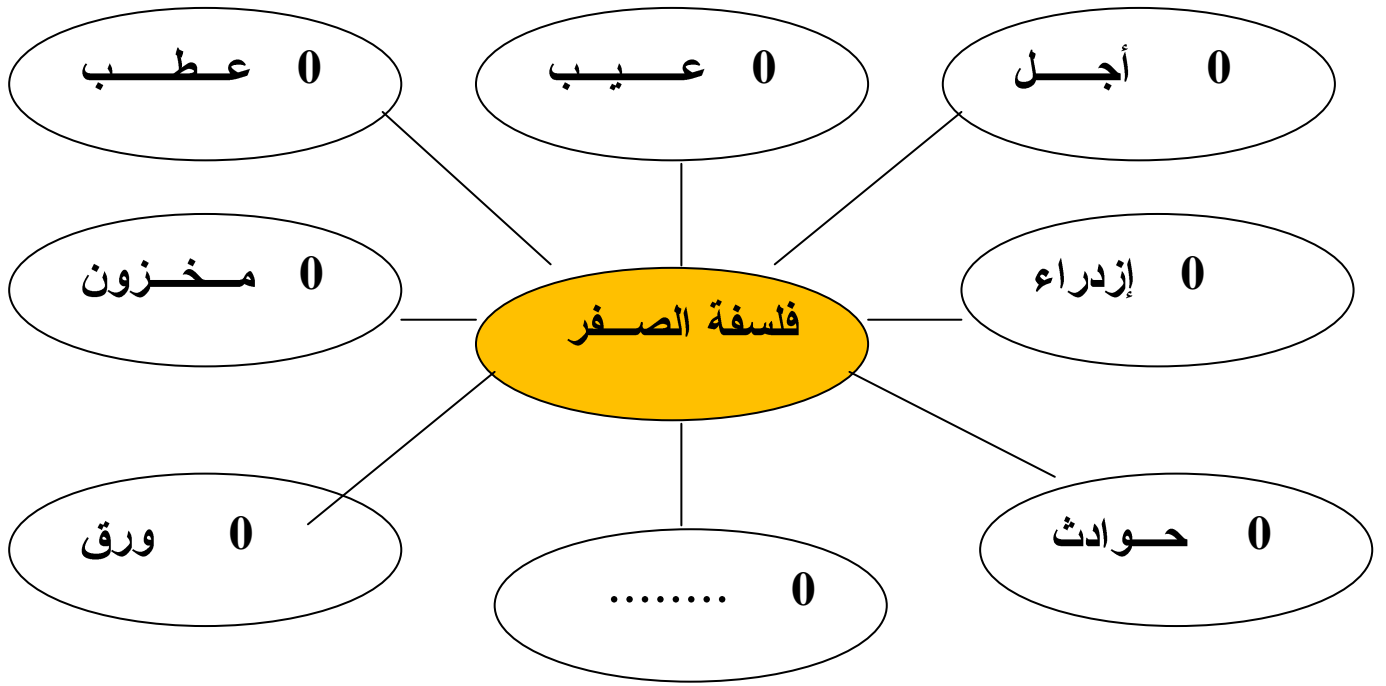 0 أجل
0 عيب
0 عطب
0 إزدراء
فلسفة الصفر
0 مخزون
0 حوادث
0 ........
0 ورق